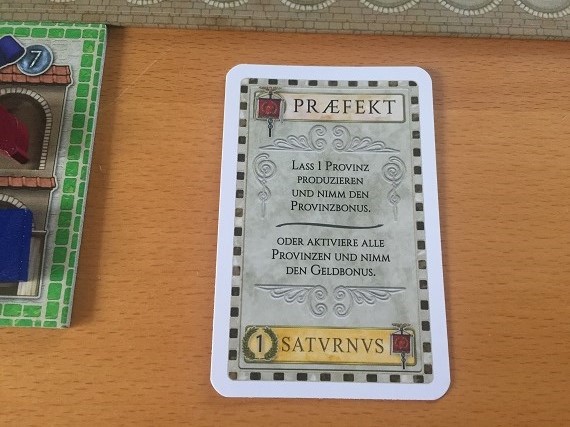 7
PRÆFEKT
LASS 1 PROVINZ
PRODUZIEREN
UND NIMM DEN
PROVINZBONUS.
ODER AKTIVIERE ALLE
PROVINZEN UND NIMM
DEN GELDBONUS.
1 SATVRNVS